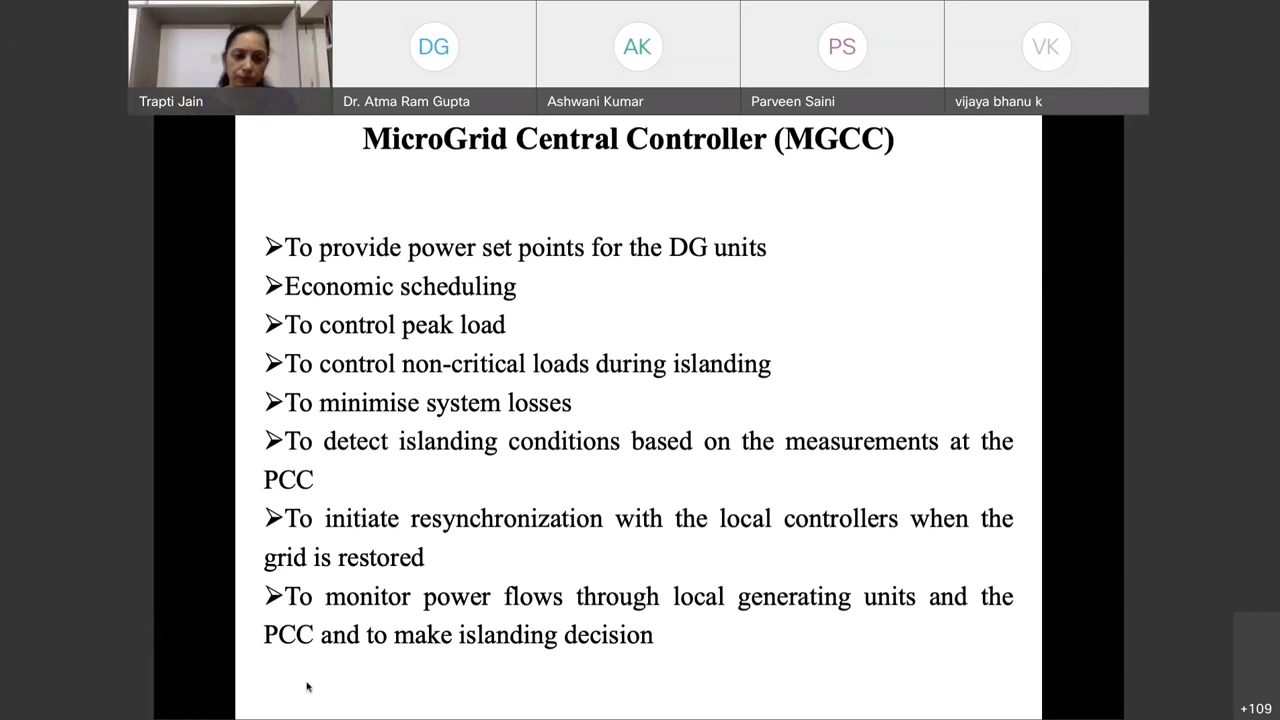 DG
AK
PS
VK
Trapti Jain
Dr. Atma Ram Gupta
Ashwani Kumar
Parveen Saini
vijaya bhanu k
MicroGrid Central Controller (MGCC)
➢To provide power set points for the DG units
➢Economic scheduling
➢To control peak load
➢To control non-critical loads during islanding
➢To minimise system losses
➢To detect islanding conditions based on the measurements at the
PCC
➢To initiate resynchronization with the local controllers when the
grid is restored
➢To monitor power flows through local generating units and the
PCC and to make islanding decision
+109